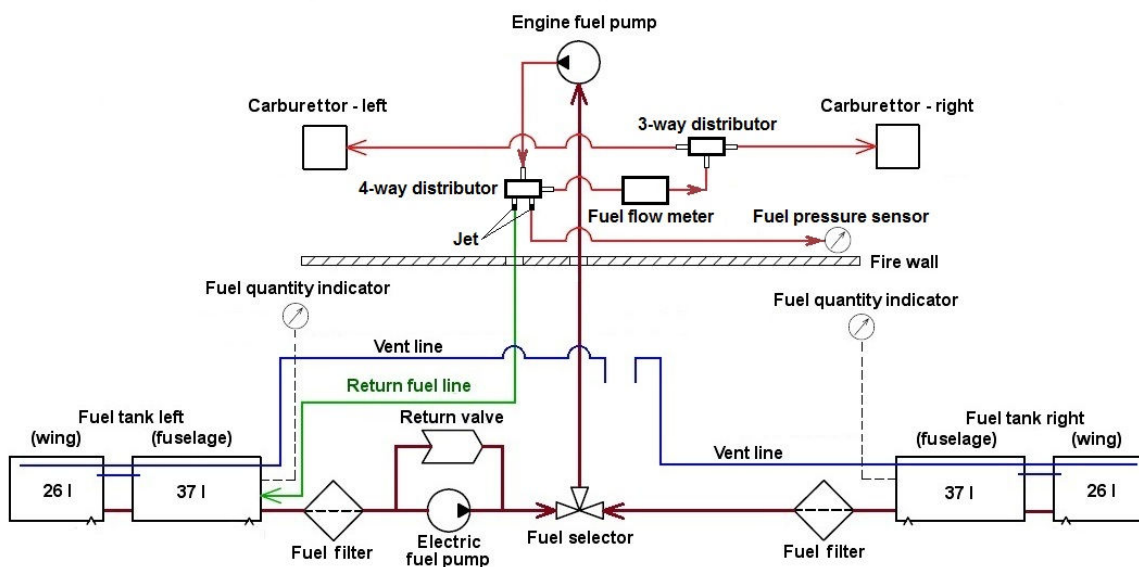 Engine fuel pump
Carburettor - left
Carburettor - right
3-way distributor
4-way distributor
Fuel flow meter
Fuel pressure sensor
Jet
Fire wall
Fuel quantity indicator
Fuel quantity indicator
Vent line
Return fuel line
Return valve
Fuel tank left
(wing)
(fuselage)
Fuel tank right
(fuselage)
(wing)
Vent line
26 l
37 l
37 l
26 l
Fuel filter
Electric
fuel pump
Fuel selector
Fuel filter